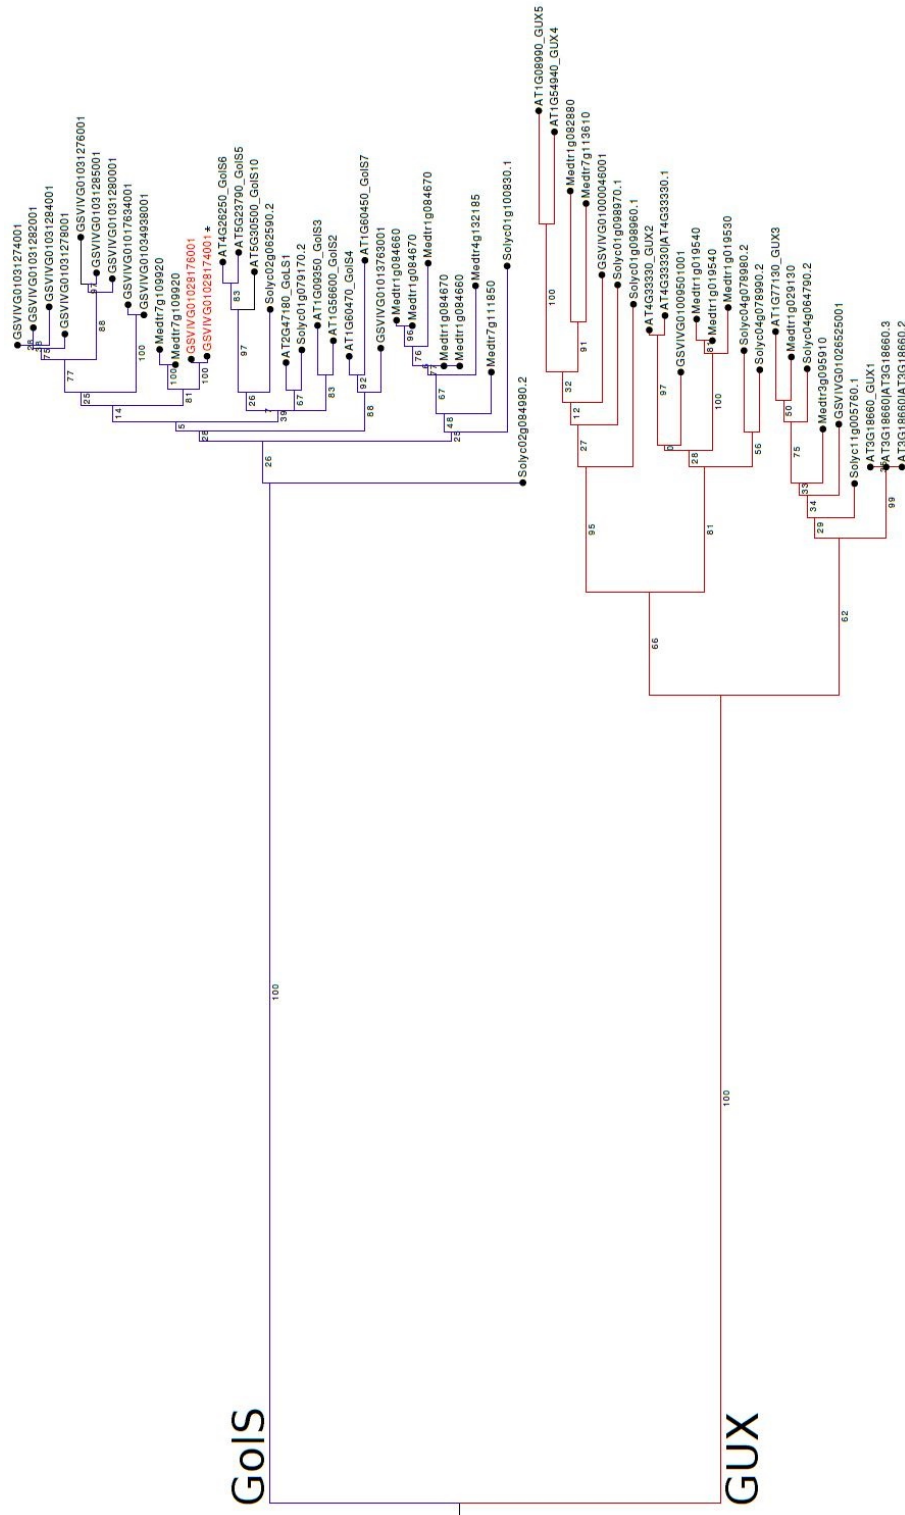 GSVIVG01031274001
GSVIVG01031282001
GSVIVG01031284001
GSVIVG01031278001
GSVIVG01031276001
GSVIVG01031285001
GSVIVG01031280001
GSVIVG01017634001
GSVIVG01034938001
Medtr7g109920
Medtr7g109920
GSVIVG01028176001
GSVIVG01028174001*
AT4G26250_GolS6
AT5G23790_GolS5
AT5G30500_GolS10
Solyc02g062590.2
AT2G47180_GoLS1
Solyc01g079170.2
AT1G09350_GolS3
AT1G56600_GolS2
AT1G60470_GolS4
AT1G60450_GolS7
GSVIVG01013763001
Medtr1g084660
Medtr1g084670
Medtr1g084670
Medtr1g084670
Medtr1g084660
Medtr4g132185
Medtr7g111850
Solyc01g100830.1
Solyc02g084980.2
AT1G08990_GUX5
AT1G54940_GUX4
Medtr1g082880
Medtr7g113610
GSVIVG01000046001
Solyc01g098970.1
Solyc01g098960.1
AT4G33330_GUX2
AT4G33330|AT4G33330.1
GSVIVG01009501001
Medtr1g019540
Medtr1g019540
Medtr1g019530
Solyc04g078980.2
Solyc04g078990.2
AT1G77130_GUX3
Medtr1g029130
Solyc04g064790.2
Medtr3g095910
GSVIVG01026525001
Solyc11g005760.1
AT3G18660_GUX1
AT3G18660|AT3G18660.3
AT3G18660|AT3G18660.2
75
97
88
77
100
25
14
100
100
81
83
97
26
67
7
39
83
92
88
5
28
96
76
67
48
25
26
100
100
91
32
12
27
95
97
0
100
28
56
81
66
50
75
33
34
29
99
62
100
GolS
GUX